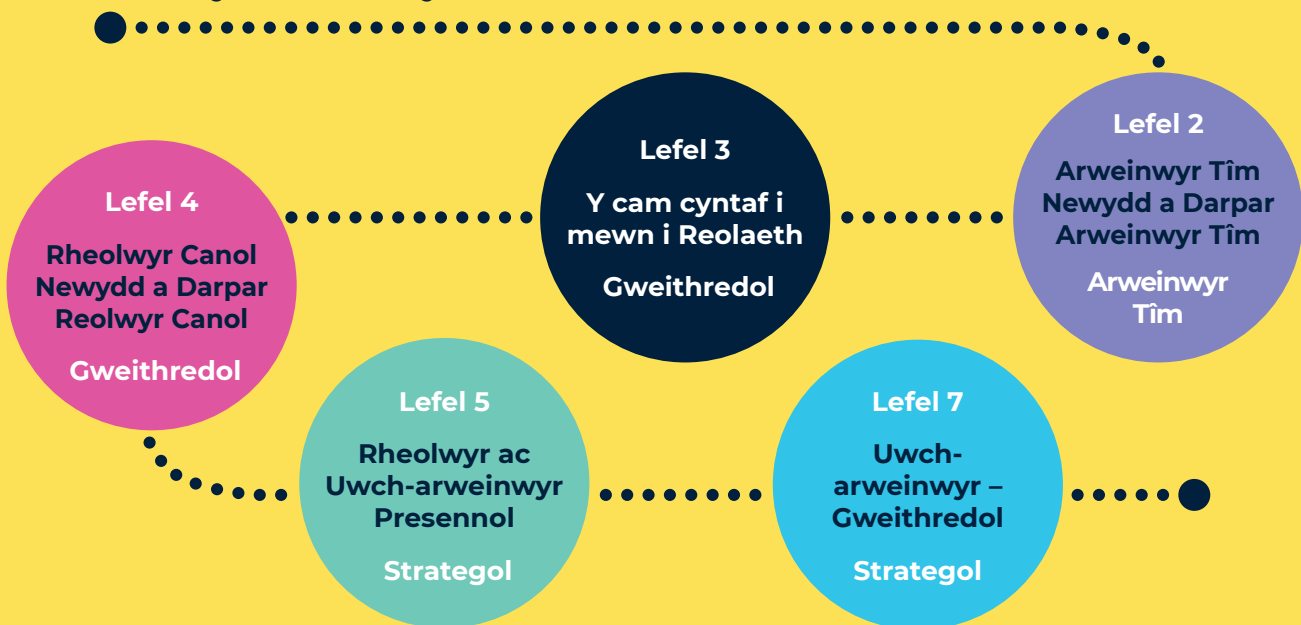 Lefel 2
Arweinwyr Tîm
Newydd a Darpar
Arweinwyr Tîm
Arweinwyr
Tîm
Lefel 3
Y cam cyntaf i
mewn i Reolaeth
Gweithredol
Lefel 4
Rheolwyr Canol
Newydd a Darpar
Reolwyr Canol
Gweithredol
Lefel 5
Rheolwyr ac
Uwch-arweinwyr
Presennol
Strategol
Lefel 7
Uwch-
arweinwyr –
Gweithredol
Strategol